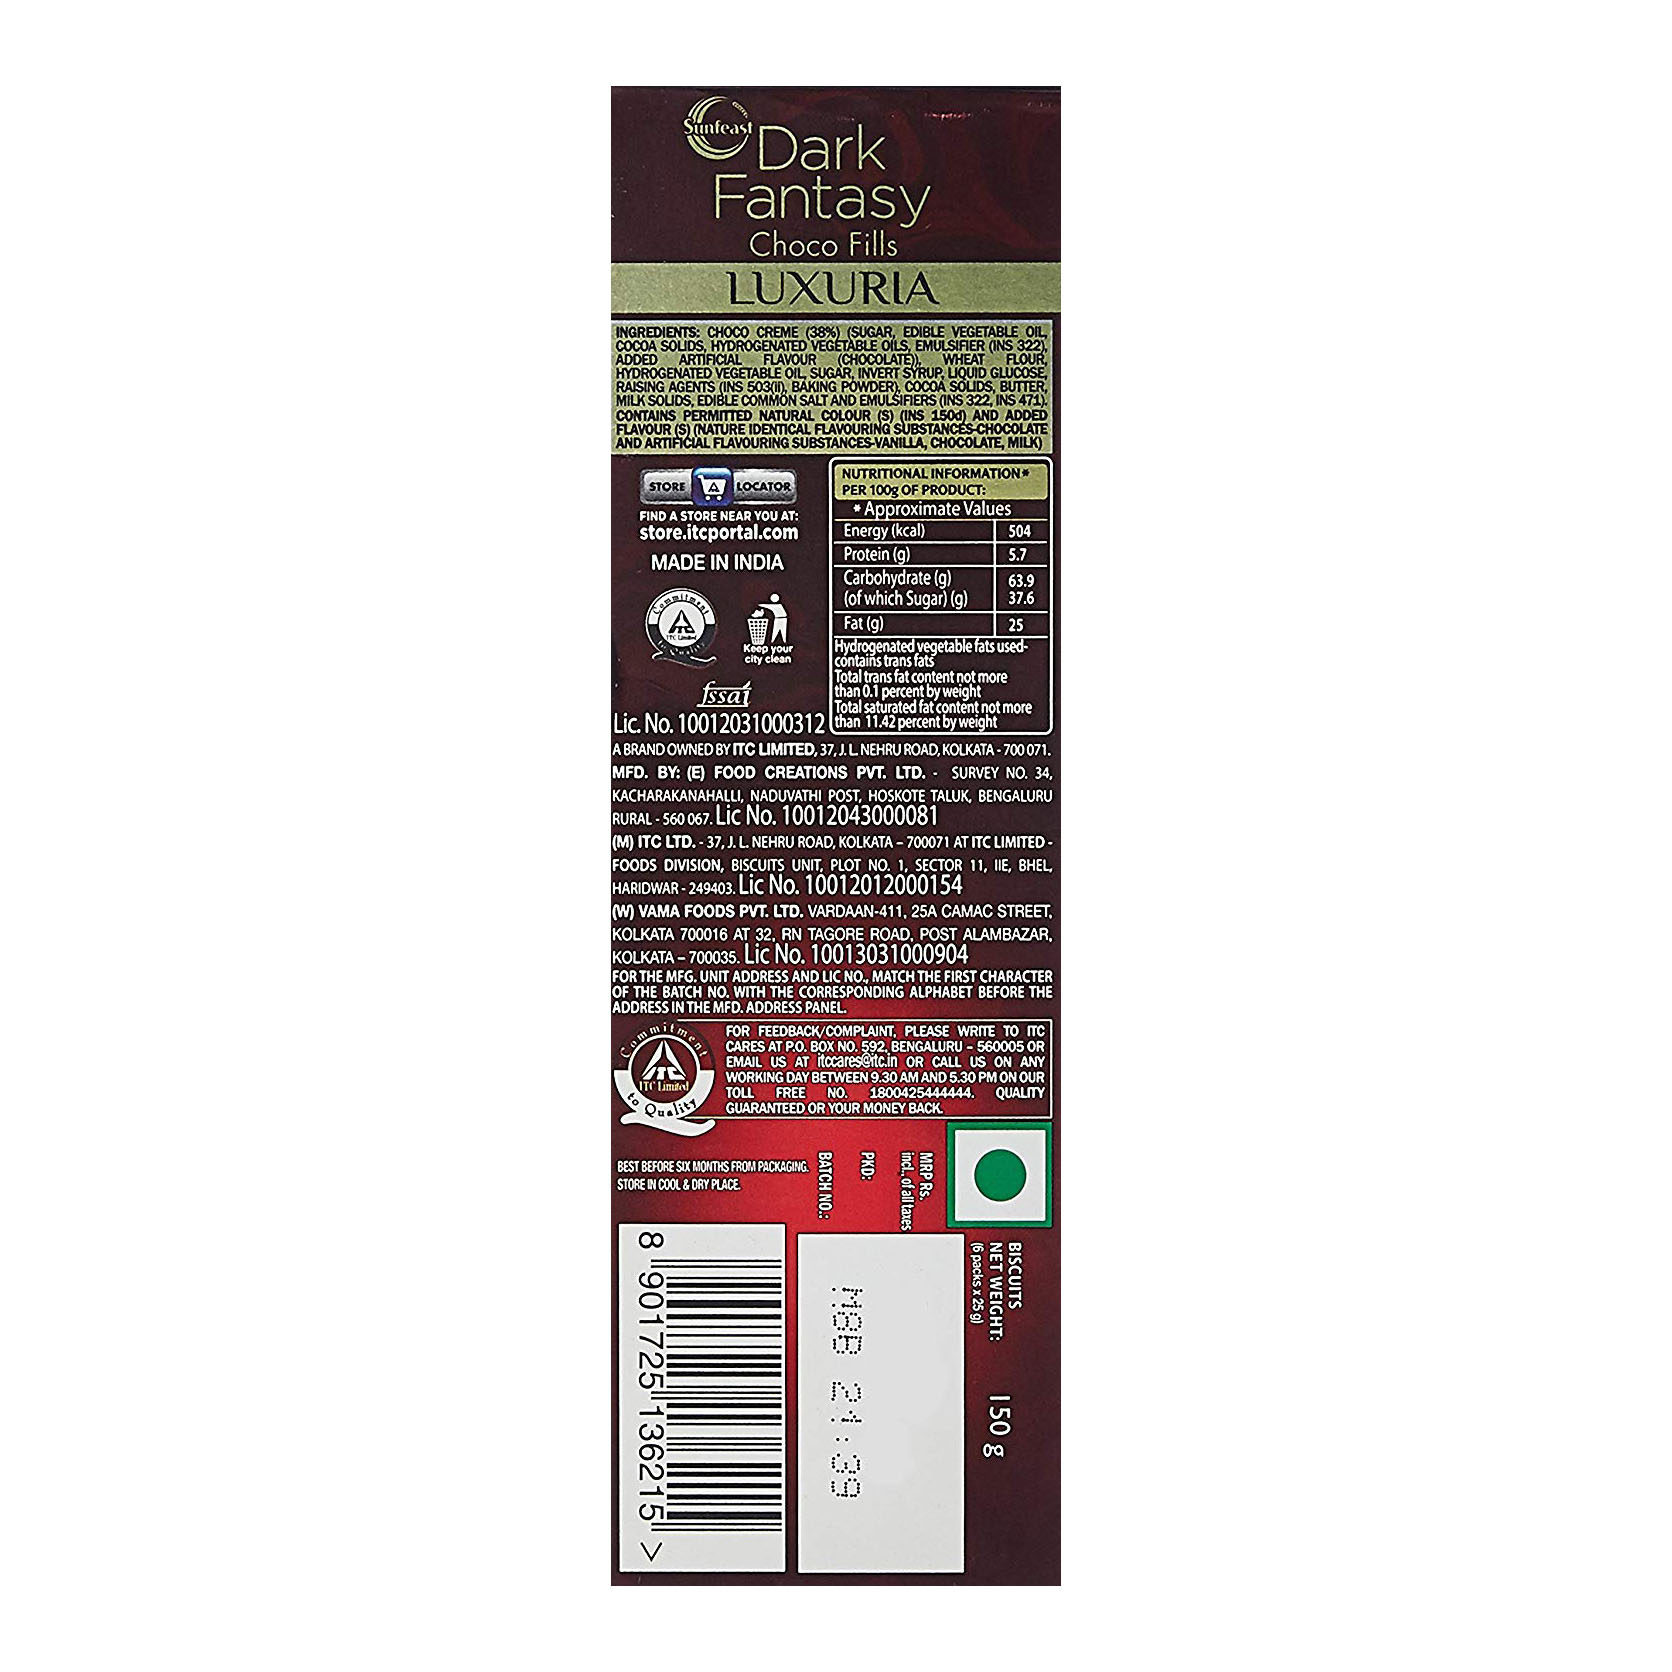 Sunfeast
Dark
Fantasy
Choco Fills
LUXURIA
INGREDIENTS: CHOCO CREME (38%) (SUGAR, EDIBLE VEGETABLE OIL,
COCOA SOLIDS, HYDROGENATED VEGETABLE OILS, EMULSIFIER (INS 322),
ADDED ARTIFICIAL FLAVOUR (CHOCOLATE)), WHEAT FLOUR,
HYDROGENATED VEGETABLE OIL, SUGAR, INVERT SYRUP, LIQUID GLUCOSE,
RAISING AGENTS (INS 503(ii), BAKING POWDER), COCOA SOLIDS, BUTTER,
MILK SOLIDS, EDIBLE COMMON SALT AND EMULSIFIERS (INS 322, INS 471).
CONTAINS PERMITTED NATURAL COLOUR (S) (INS 150d) AND ADDED
FLAVOUR (S) (NATURE IDENTICAL FLAVOURING SUBSTANCES-CHOCOLATE
AND ARTIFICIAL FLAVOURING SUBSTANCES-VANILLA, CHOCOLATE, MILK)
STORE LOCATOR
FIND A STORE NEAR YOU AT:
store.itcportal.com
MADE IN INDIA
Commitment
ITC Limited
to Quality
Keep your
city clean
fssai
Lic. No. 10012031000312
NUTRITIONAL INFORMATION*
PER 100g OF PRODUCT:
* Approximate Values
Energy (kcal) 504
Protein (g) 5.7
Carbohydrate (g) 63.9
(of which Sugar) (g) 37.6
Fat (g) 25
Hydrogenated vegetable fats used-
contains trans fats
Total trans fat content not more
than 0.1 percent by weight
Total saturated fat content not more
than 11.42 percent by weight
A BRAND OWNED BY ITC LIMITED, 37, J. L. NEHRU ROAD, KOLKATA - 700 071.
MFD. BY: (E) FOOD CREATIONS PVT. LTD. - SURVEY NO. 34,
KACHARAKANAHALLI, NADUVATHI POST, HOSKOTE TALUK, BENGALURU
RURAL - 560 067. Lic No. 10012043000081
(M) ITC LTD. - 37, J. L. NEHRU ROAD, KOLKATA – 700071 AT ITC LIMITED -
FOODS DIVISION, BISCUITS UNIT, PLOT NO. 1, SECTOR 11, IIE, BHEL,
HARIDWAR - 249403. Lic No. 10012012000154
(W) VAMA FOODS PVT. LTD. VARDAAN-411, 25A CAMAC STREET,
KOLKATA 700016 AT 32, RN TAGORE ROAD, POST ALAMBAZAR,
KOLKATA – 700035. Lic No. 10013031000904
FOR THE MFG. UNIT ADDRESS AND LIC NO., MATCH THE FIRST CHARACTER
OF THE BATCH NO. WITH THE CORRESPONDING ALPHABET BEFORE THE
ADDRESS IN THE MFD. ADDRESS PANEL.
Commitment
ITC Limited
to Quality
FOR FEEDBACK/COMPLAINT, PLEASE WRITE TO ITC
CARES AT P.O. BOX NO. 592, BENGALURU – 560005 OR
EMAIL US AT itccares@itc.in OR CALL US ON ANY
WORKING DAY BETWEEN 9.30 AM AND 5.30 PM ON OUR
TOLL FREE NO. 1800425444444. QUALITY
GUARANTEED OR YOUR MONEY BACK.
BEST BEFORE SIX MONTHS FROM PACKAGING.
STORE IN COOL & DRY PLACE.
MRP Rs.
incl., of all taxes
PKD:
BATCH NO.:
BISCUITS
NET WEIGHT: 150 g
(6 packs x 25 g)
21:39
8 901725 136215 >